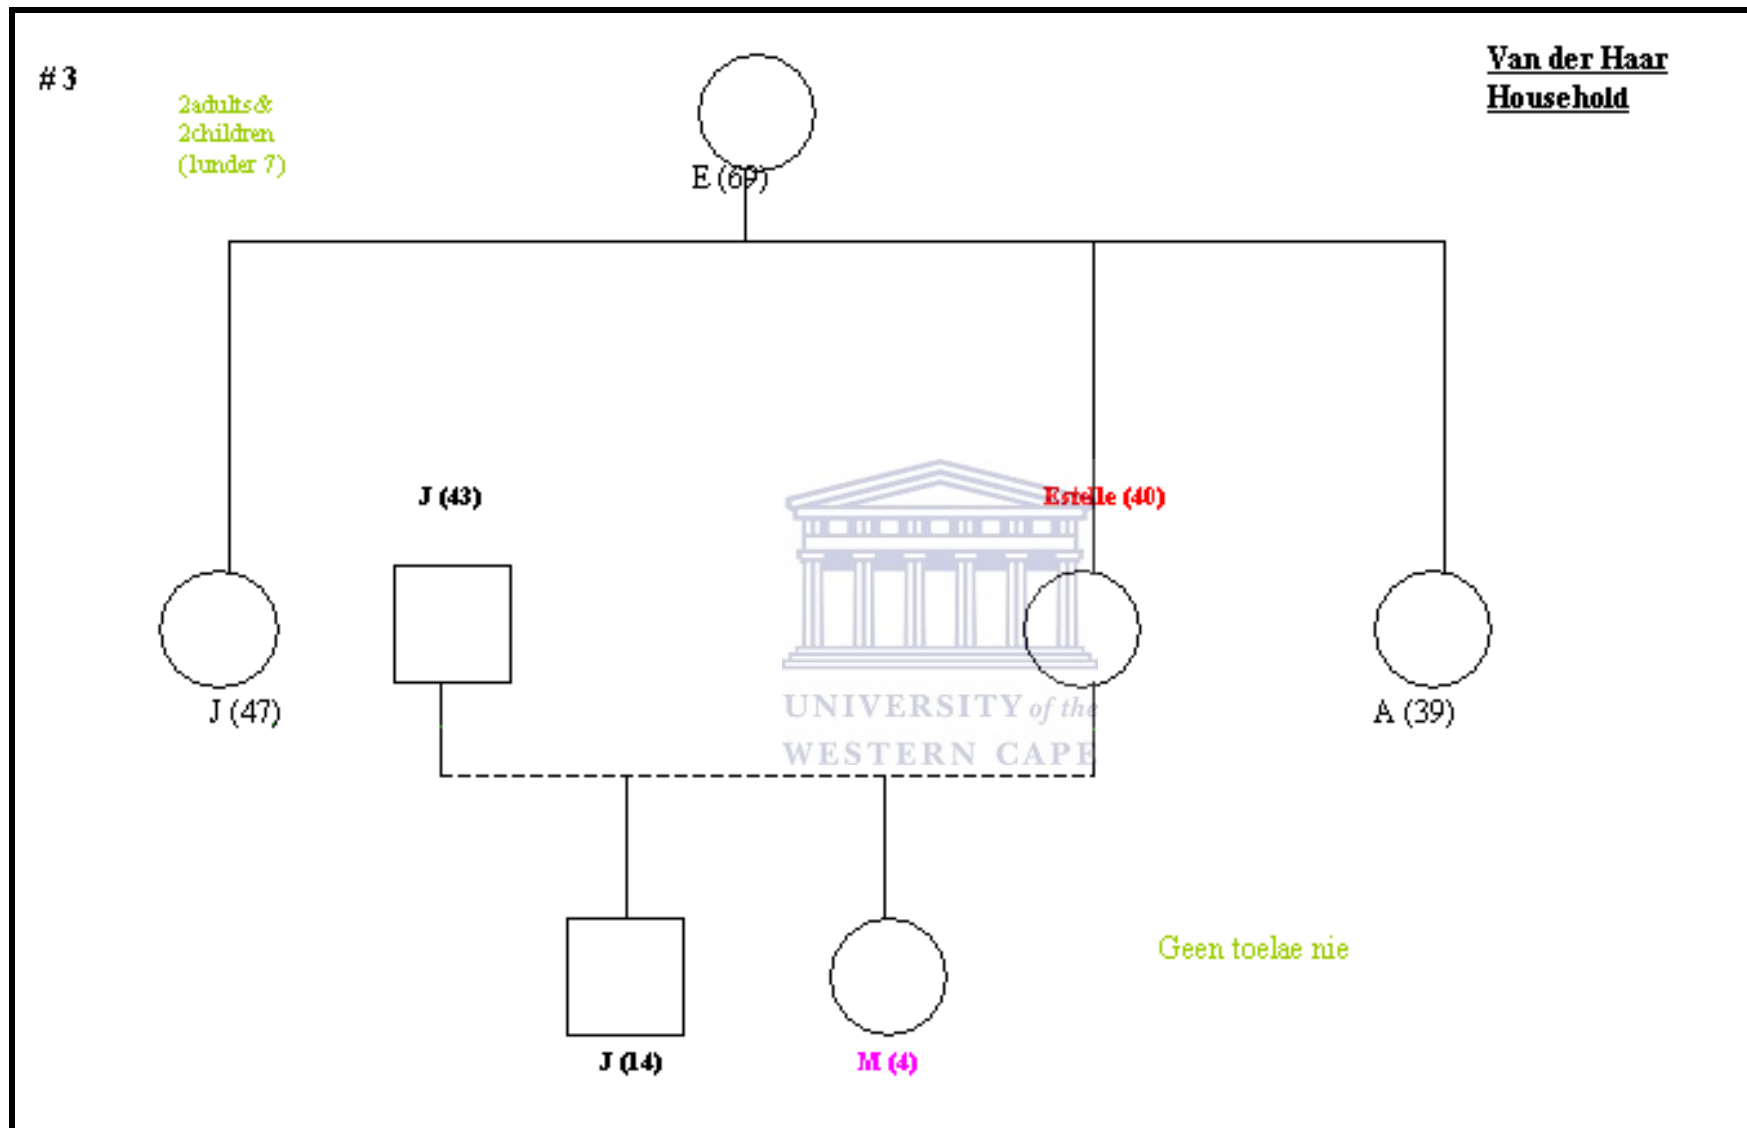 #3
Van der Haar
Household
2adults&
2children
(1under 7)
E (69)
J (43)
Estelle (40)
J (47)
A (39)
UNIVERSITY of the
WESTERN CAPE
Geen toelae nie
J (14)
M (4)